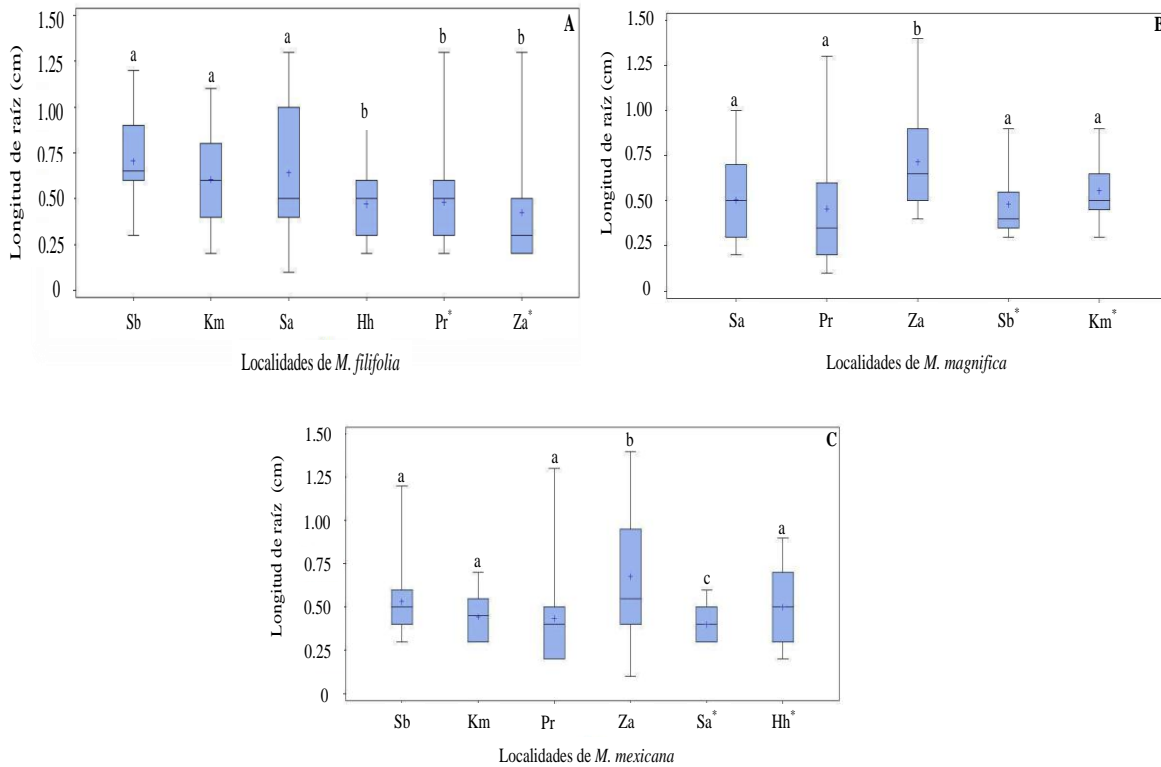 A
Longitud de raíz (cm)
1.50
1.25
1.00
0.75
0.50
0.25
0
a
a
a
b
b
b
Sb
Km
Sa
Hh
Pr*
Za*
Localidades de M. filifolia
B
Longitud de raíz (cm)
1.50
1.25
1.00
0.75
0.50
0.25
0
a
a
b
a
a
Sa
Pr
Za
Sb*
Km*
Localidades de M. magnifica
C
Longitud de raíz (cm)
1.50
1.25
1.00
0.75
0.50
0.25
0
a
a
a
b
c
a
Sb
Km
Pr
Za
Sa*
Hh*
Localidades de M. mexicana